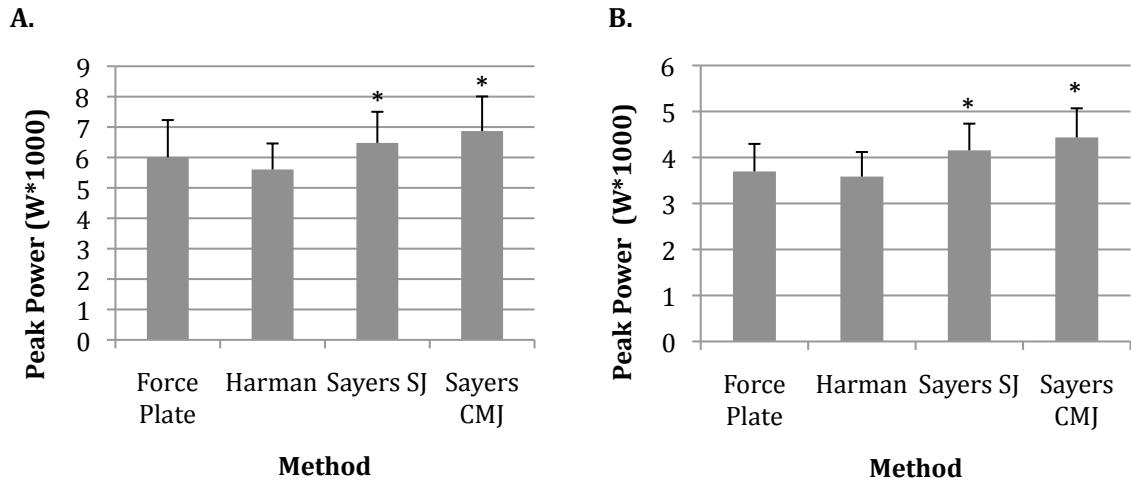 A.
Peak Power (W*1000)
9
8
7
6
5
4
3
2
1
0
*
*
Force Plate
Harman
Sayers SJ
Sayers CMJ
Method
B.
Peak Power (W*1000)
6
5
4
3
2
1
0
*
*
Force Plate
Harman
Sayers SJ
Sayers CMJ
Method